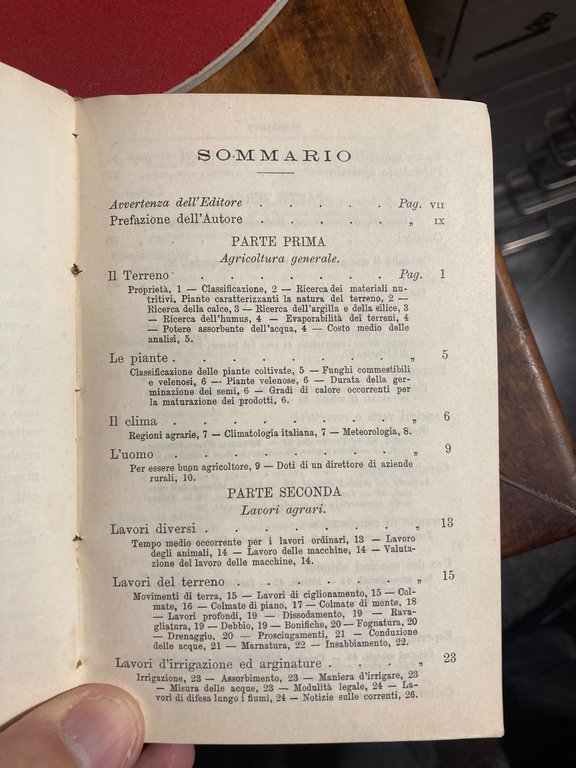 SOMMARIO
Avvertenza dell'Editore . . . . . Pag. VII
Prefazione dell'Autore . . . . . „ IX
PARTE PRIMA
Agricoltura generale.
Il Terreno . . . . . . . Pag. 1
Proprietà, 1 — Classificazione, 2 — Ricerca dei materiali nu-
tritivi. Piante caratterizzanti la natura del terreno, 2 —
Ricerca della calce, 3 — Ricerca dell'argilla e della silice, 3
— Ricerca dell'humus, 4 — Evaporabilità dei terreni, 4
— Potere assorbente dell'acqua, 4 — Costo medio delle
analisi, 5.
Le piante . . . . . . . . „ 5
Classificazione delle piante coltivate, 5 — Funghi commestibili
e velenosi, 6 — Piante velenose, 6 — Durata della ger-
minazione dei semi, 6 — Gradi di calore occorrenti per
la maturazione dei prodotti, 6.
Il clima . . . . . . . . „ 6
Regioni agrarie, 7 — Climatologia italiana, 7 — Meteorologia, 8.
L'uomo . . . . . . . . „ 9
Per essere buon agricoltore, 9 — Doti di un direttore di aziende
rurali, 10.
PARTE SECONDA
Lavori agrari.
Lavori diversi . . . . . . . „ 13
Tempo medio occorrente per i lavori ordinari, 13 — Lavoro
degli animali, 14 — Lavoro delle macchine, 14 — Valuta-
zione del lavoro delle macchine, 14.
Lavori del terreno . . . . . . „ 15
Movimenti di terra, 15 — Lavori di ciglionamento, 15 — Col-
mate, 16 — Colmate di piano, 17 — Colmate di monte, 18
— Lavori profondi, 19 — Dissodamento, 19 — Rava-
gliatura, 19 — Debbio, 19 — Bonifiche, 20 — Fognatura, 20
— Drenaggio, 20 — Prosciugamenti, 21 — Conduzione
delle acque, 21 — Marnatura, 22 — Insabbiamento, 22.
Lavori d'irrigazione ed arginature . . . . „ 23
Irrigazione, 23 — Assorbimento, 23 — Maniera d'irrigare, 23
— Misura delle acque, 23 — Modulità legale, 24 — La-
vori di difesa lungo i fiumi, 24 — Notizie sulle correnti, 26.